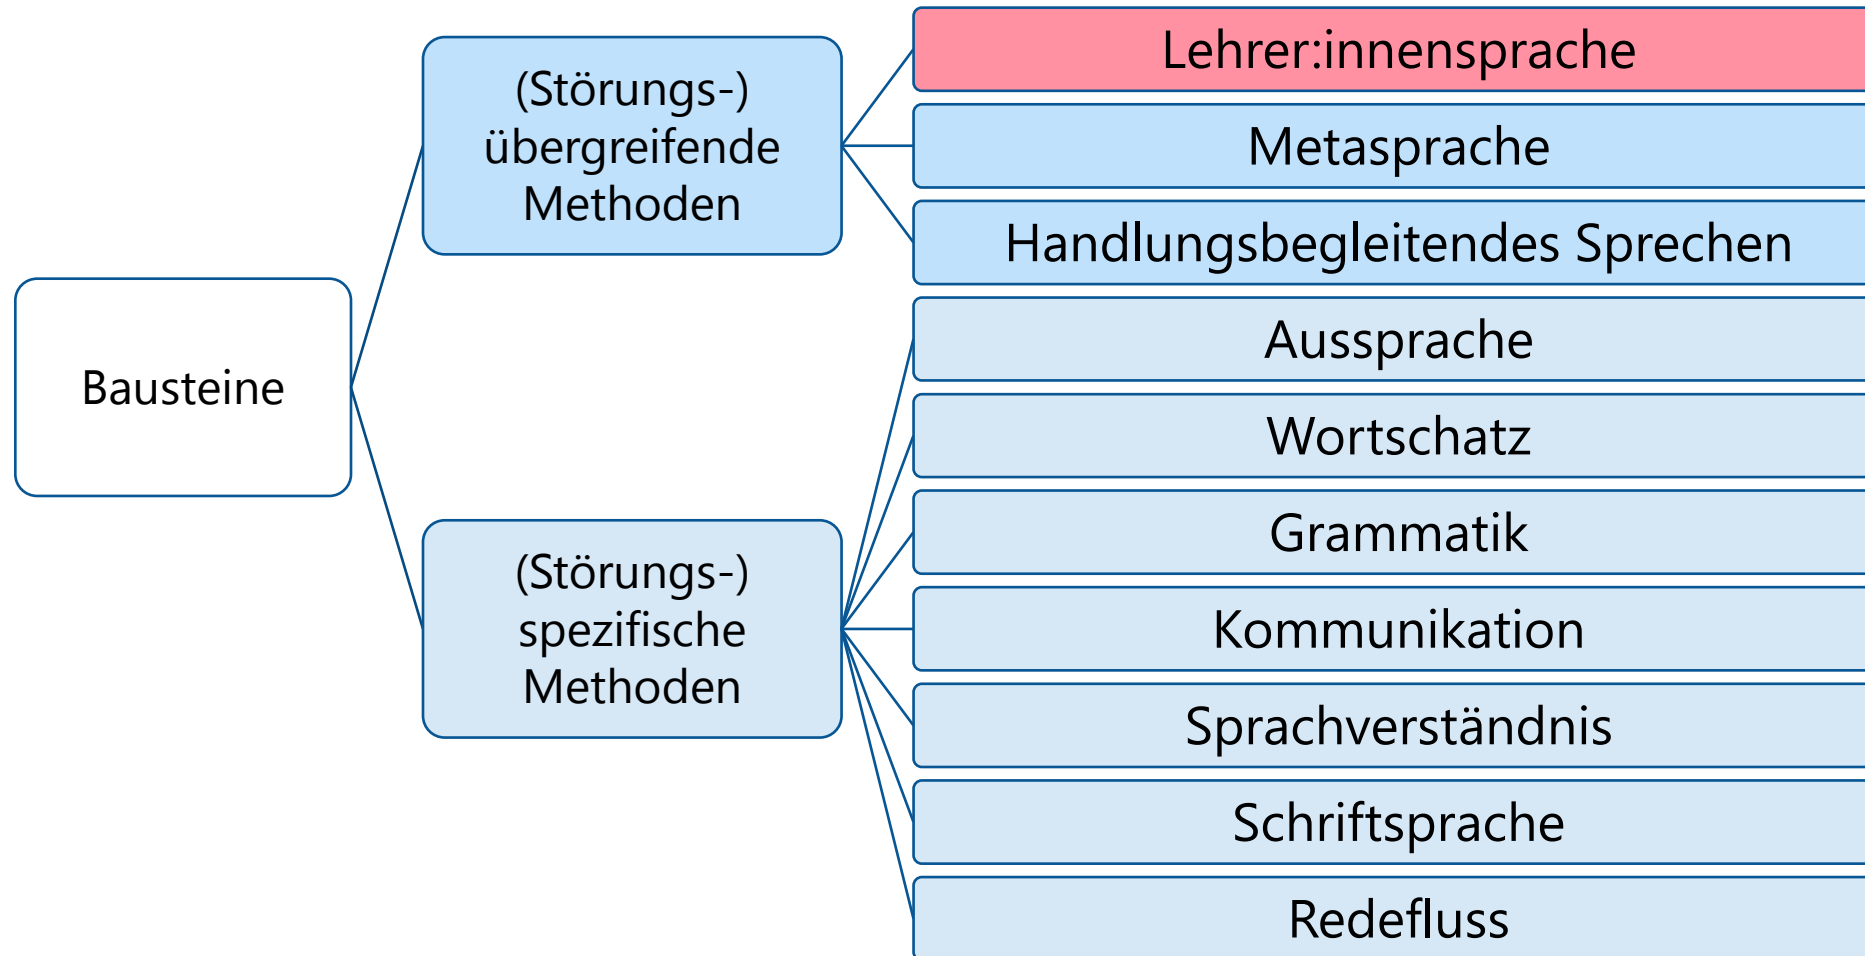 Bausteine
(Störungs-)
übergreifende
Methoden
Lehrer:innensprache
Metasprache
Handlungsbegleitendes Sprechen
(Störungs-)
spezifische
Methoden
Aussprache
Wortschatz
Grammatik
Kommunikation
Sprachverständnis
Schriftsprache
Redefluss